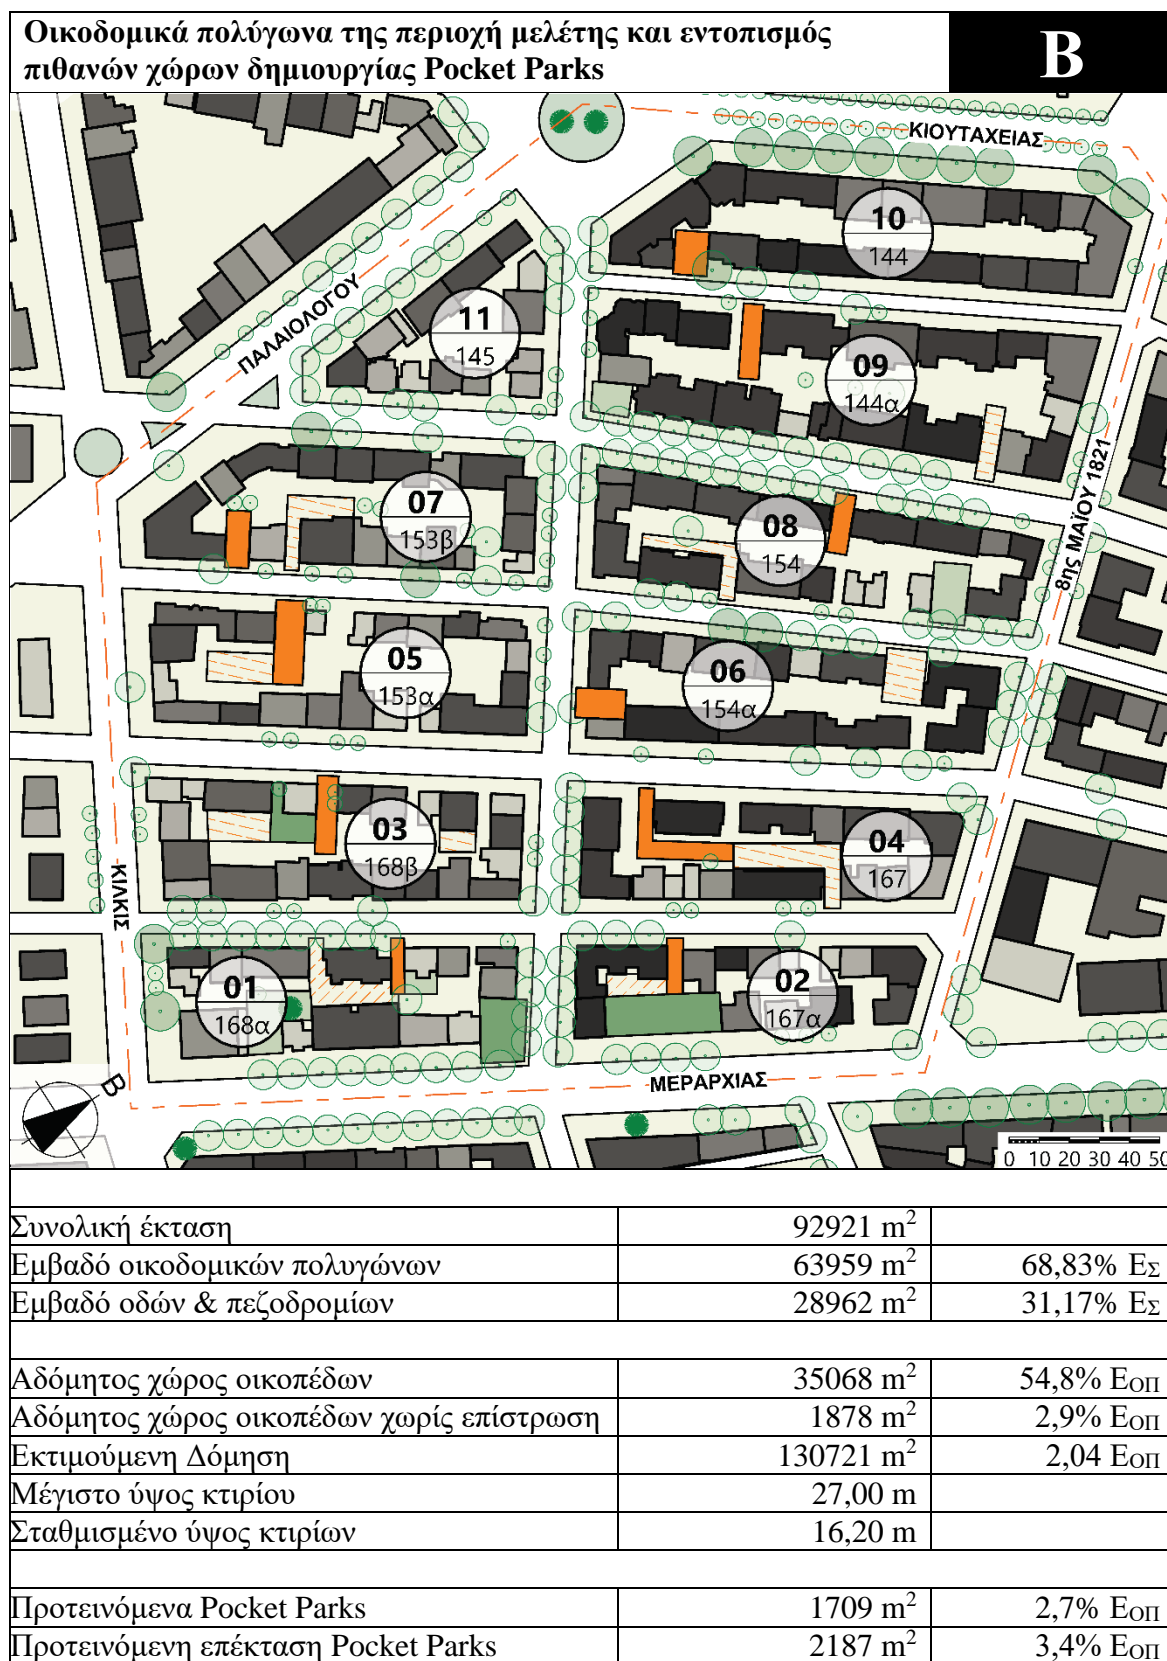 Οικοδομικά πολύγωνα της περιοχή μελέτης και εντοπισμός
πιθανών χώρων δημιουργίας Pocket Parks
B
ΚΙΟΥΤΑΧΕΙΑΣ
10
144
ΠΑΛΑΙΟΛΟΓΟΥ
11
145
09
144α
8ης ΜΑΪΟΥ 1821
07
153β
08
154
05
153α
06
154α
03
168β
04
167
ΚΙΛΚΙΣ
01
168α
02
167α
ΜΕΡΑΡΧΙΑΣ
Β
0 10 20 30 40 50
Συνολική έκταση 92921 m²
Εμβαδό οικοδομικών πολυγώνων 63959 m² 68,83% ΕΣ
Εμβαδό οδών & πεζοδρομίων 28962 m² 31,17% ΕΣ
Αδόμητος χώρος οικοπέδων 35068 m² 54,8% ΕΟΠ
Αδόμητος χώρος οικοπέδων χωρίς επίστρωση 1878 m² 2,9% ΕΟΠ
Εκτιμούμενη Δόμηση 130721 m² 2,04 ΕΟΠ
Μέγιστο ύψος κτιρίου 27,00 m
Σταθμισμένο ύψος κτιρίων 16,20 m
Προτεινόμενα Pocket Parks 1709 m² 2,7% ΕΟΠ
Προτεινόμενη επέκταση Pocket Parks 2187 m² 3,4% ΕΟΠ